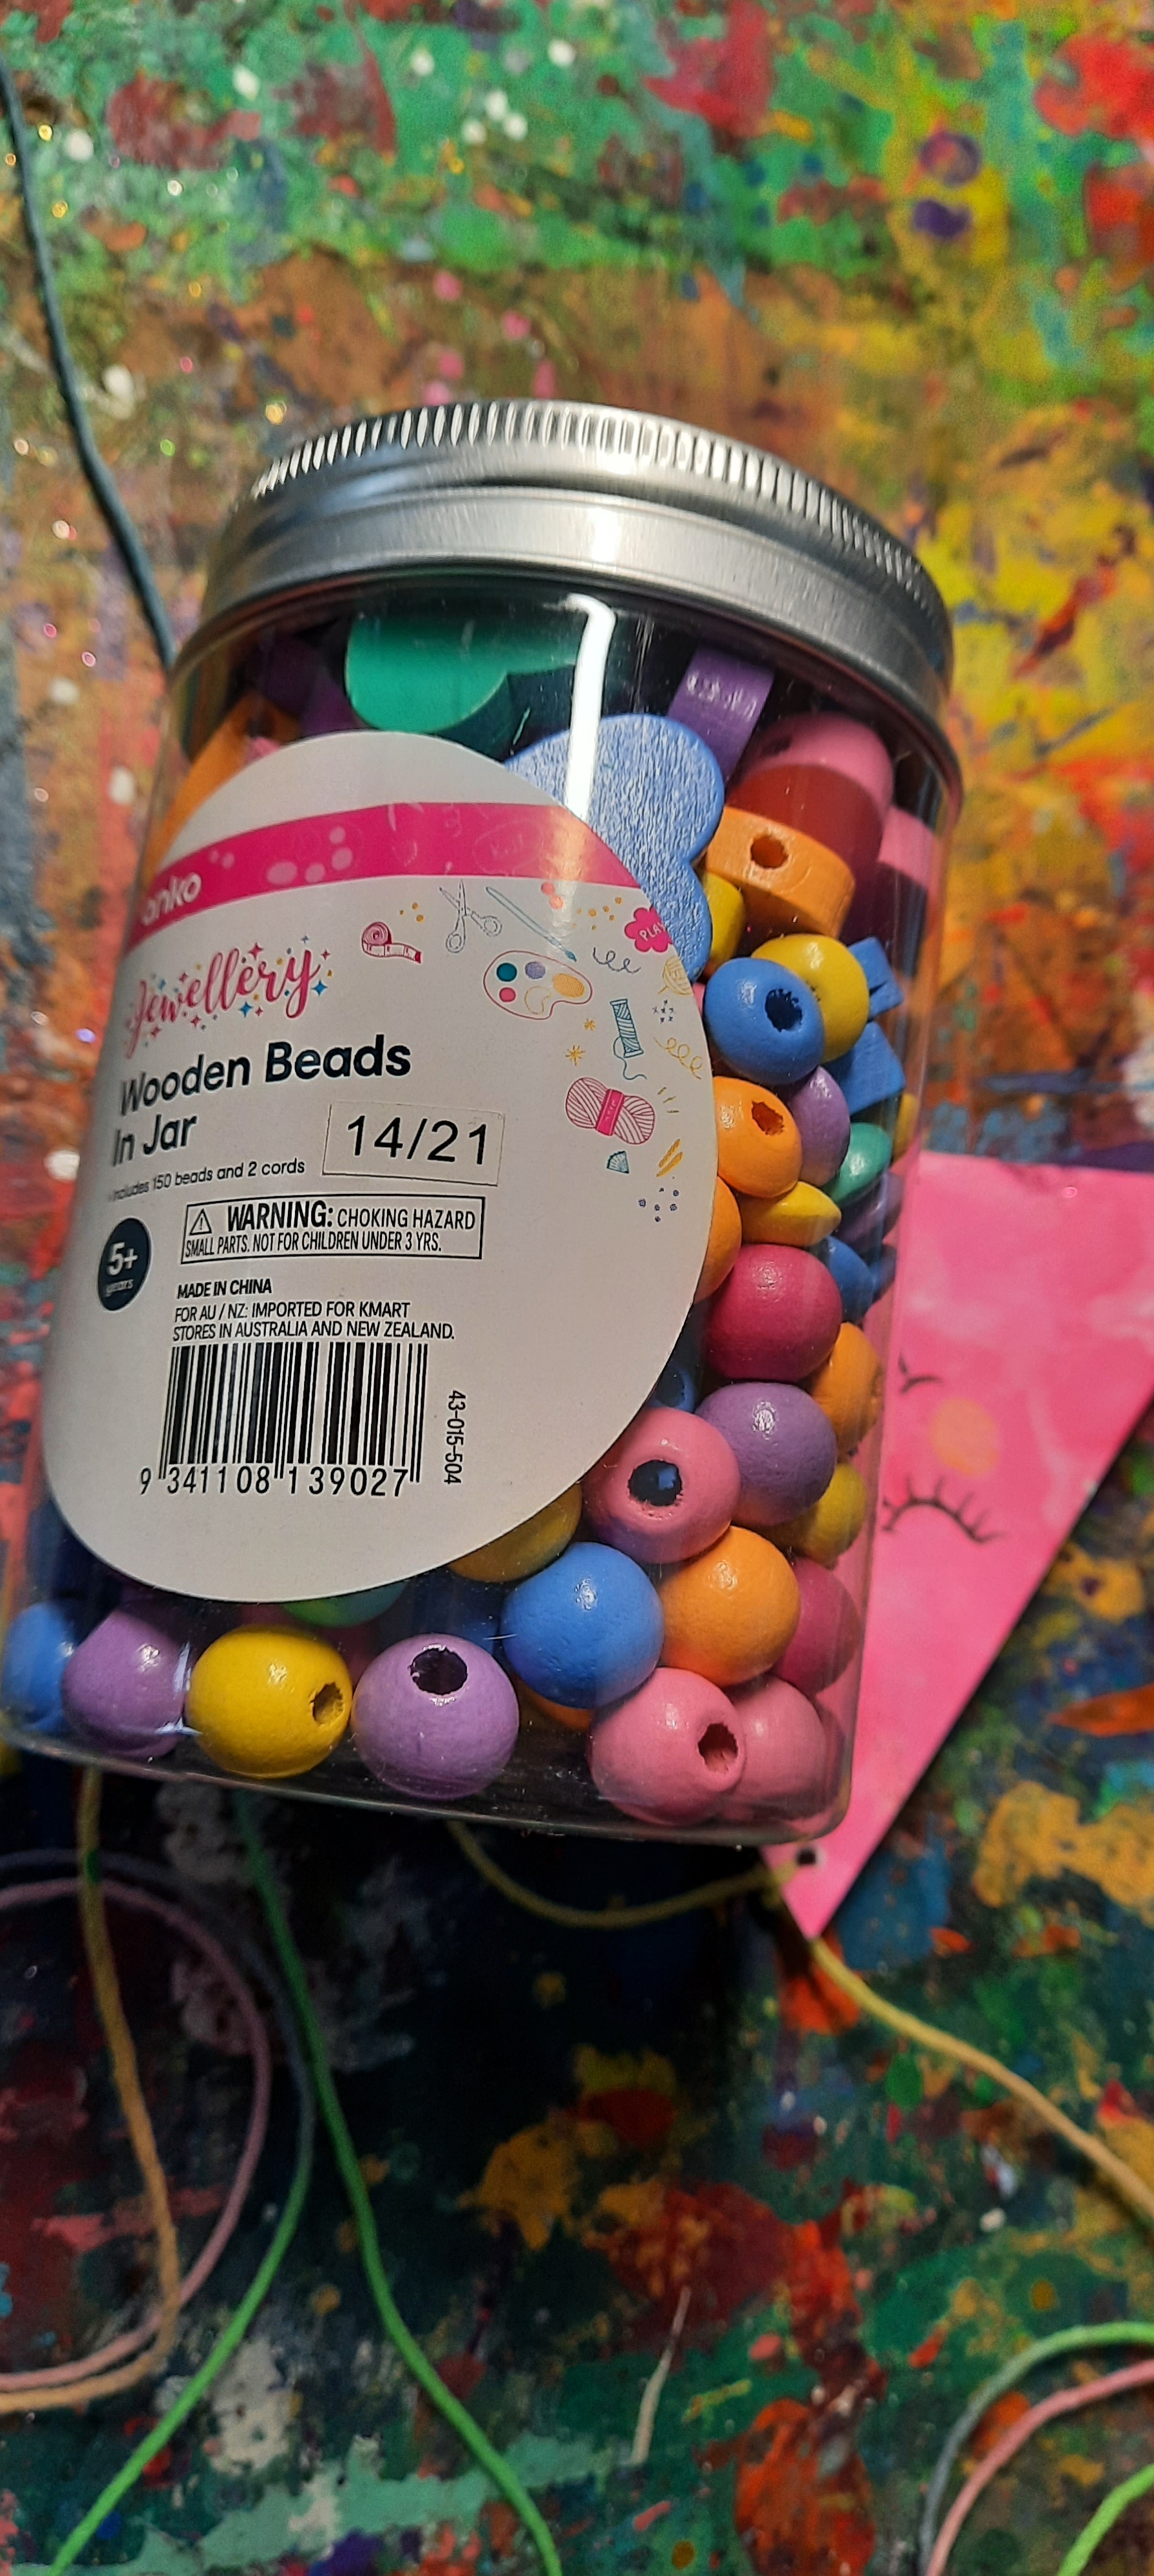 anko
Jewellery
PLAY
Wooden Beads
In Jar
14/21
Includes 150 beads and 2 cords
WARNING: CHOKING HAZARD
SMALL PARTS. NOT FOR CHILDREN UNDER 3 YRS.
5+
years
MADE IN CHINA
FOR AU / NZ: IMPORTED FOR KMART
STORES IN AUSTRALIA AND NEW ZEALAND.
43-015-504
9 341108 139027